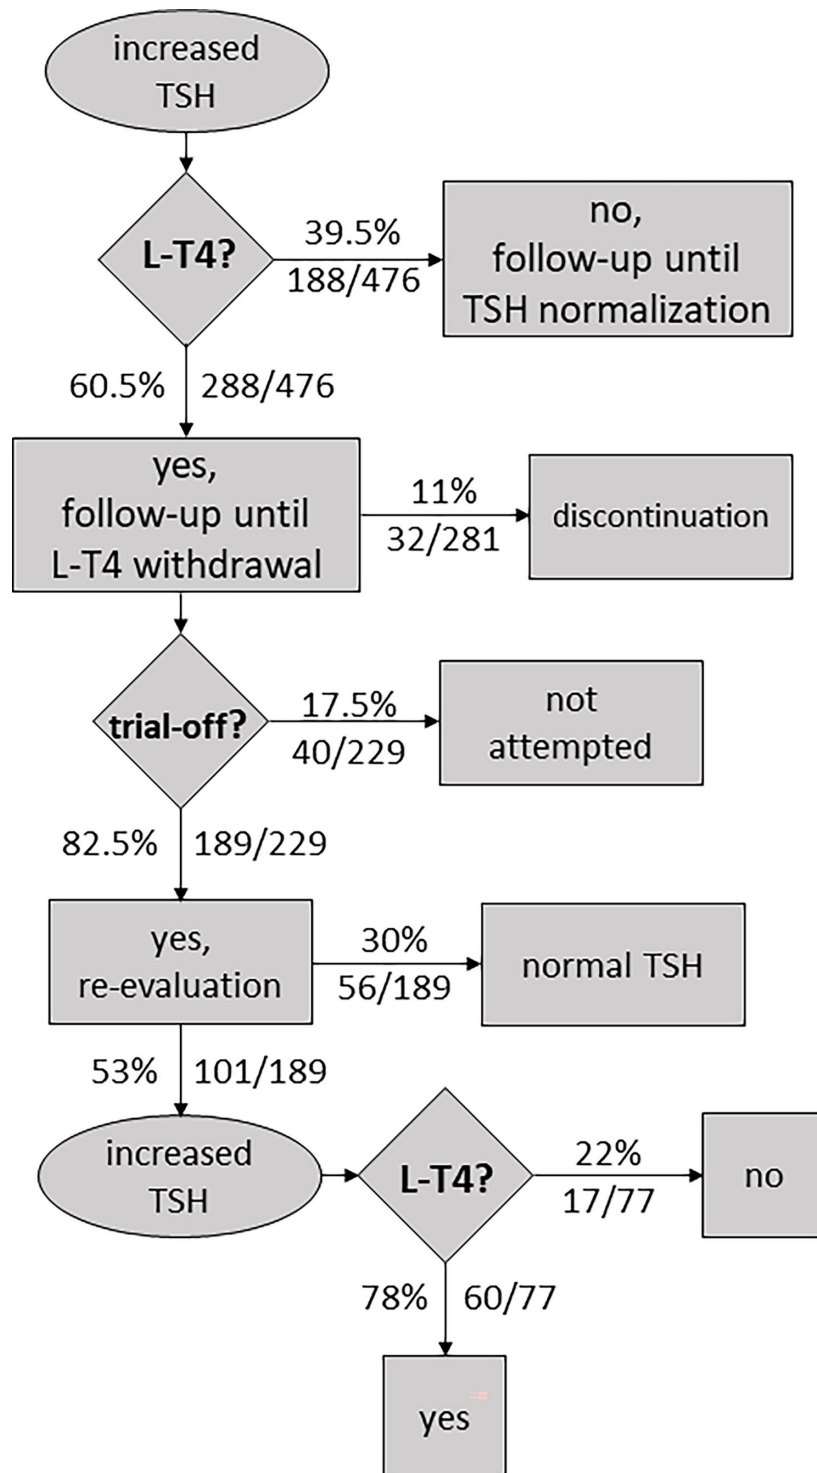 increased
TSH
L-T4?
39.5%
188/476
no,
follow-up until
TSH normalization
60.5% 288/476
yes,
follow-up until
L-T4 withdrawal
11%
32/281
discontinuation
trial-off?
17.5%
40/229
not
attempted
82.5% 189/229
yes,
re-evaluation
30%
56/189
normal TSH
53% 101/189
increased
TSH
L-T4?
22%
17/77
no
78% 60/77
yes